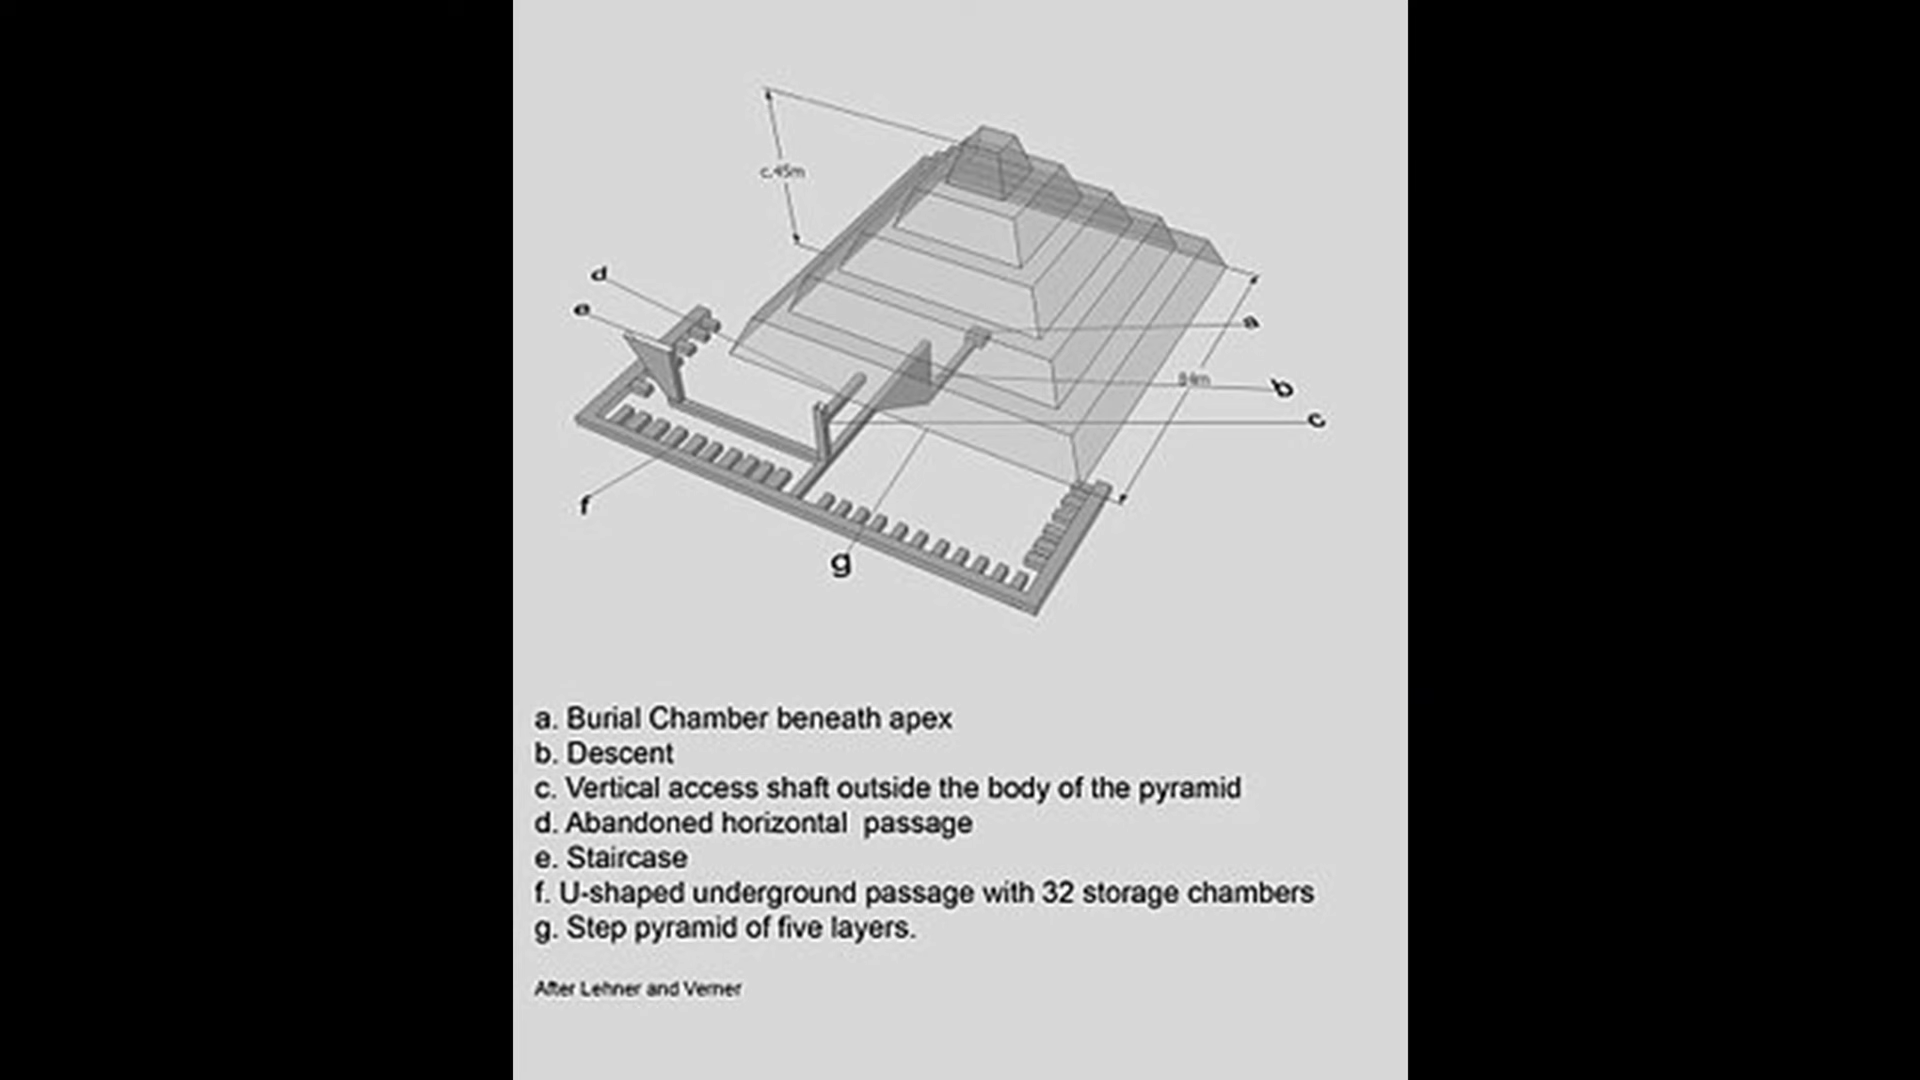 c.45m
d
e
a
84m
b
c
f
g
a. Burial Chamber beneath apex
b. Descent
c. Vertical access shaft outside the body of the pyramid
d. Abandoned horizontal passage
e. Staircase
f. U-shaped underground passage with 32 storage chambers
g. Step pyramid of five layers.
After Lehner and Verner